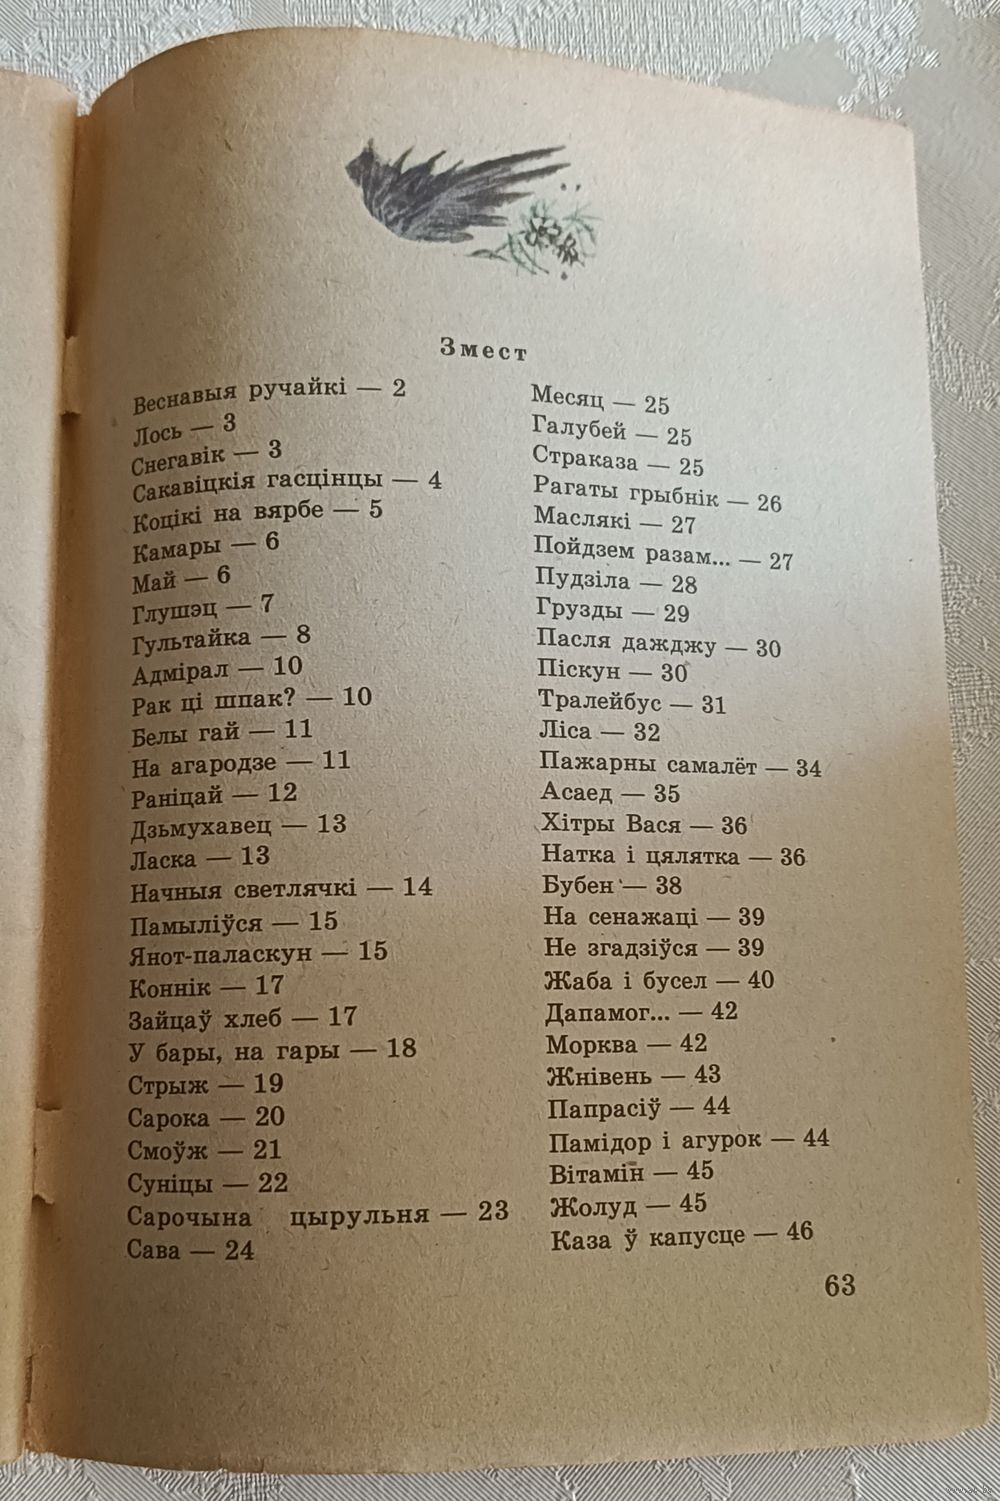 Змест
Веснавыя ручайкі — 2
Лось — 3
Снегавік — 3
Сакавіцкія гасцінцы — 4
Коцікі на вярбе — 5
Камары — 6
Май — 6
Глушэц — 7
Гультайка — 8
Адмірал — 10
Рак ці шпак? — 10
Белы гай — 11
На агародзе — 11
Раніцай — 12
Дзьмухавец — 13
Ласка — 13
Начныя светлячкі — 14
Памыліўся — 15
Янот-паласкун — 15
Коннік — 17
Зайцаў хлеб — 17
У бары, на гары — 18
Стрыж — 19
Сарока — 20
Смоўж — 21
Суніцы — 22
Сарочына цырульня — 23
Сава — 24
Месяц — 25
Галубей — 25
Страказа — 25
Рагаты грыбнік — 26
Маслякі — 27
Пойдзем разам... — 27
Пудзіла — 28
Грузды — 29
Пасля дажджу — 30
Піскун — 30
Тралейбус — 31
Ліса — 32
Пажарны самалёт — 34
Асаед — 35
Хітры Вася — 36
Натка і цялятка — 36
Бубен — 38
На сенажаці — 39
Не згадзіўся — 39
Жаба і бусел — 40
Дапамог... — 42
Морква — 42
Жнівень — 43
Папрасіў — 44
Памідор і агурок — 44
Вітамін — 45
Жолуд — 45
Каза ў капусце — 46
63